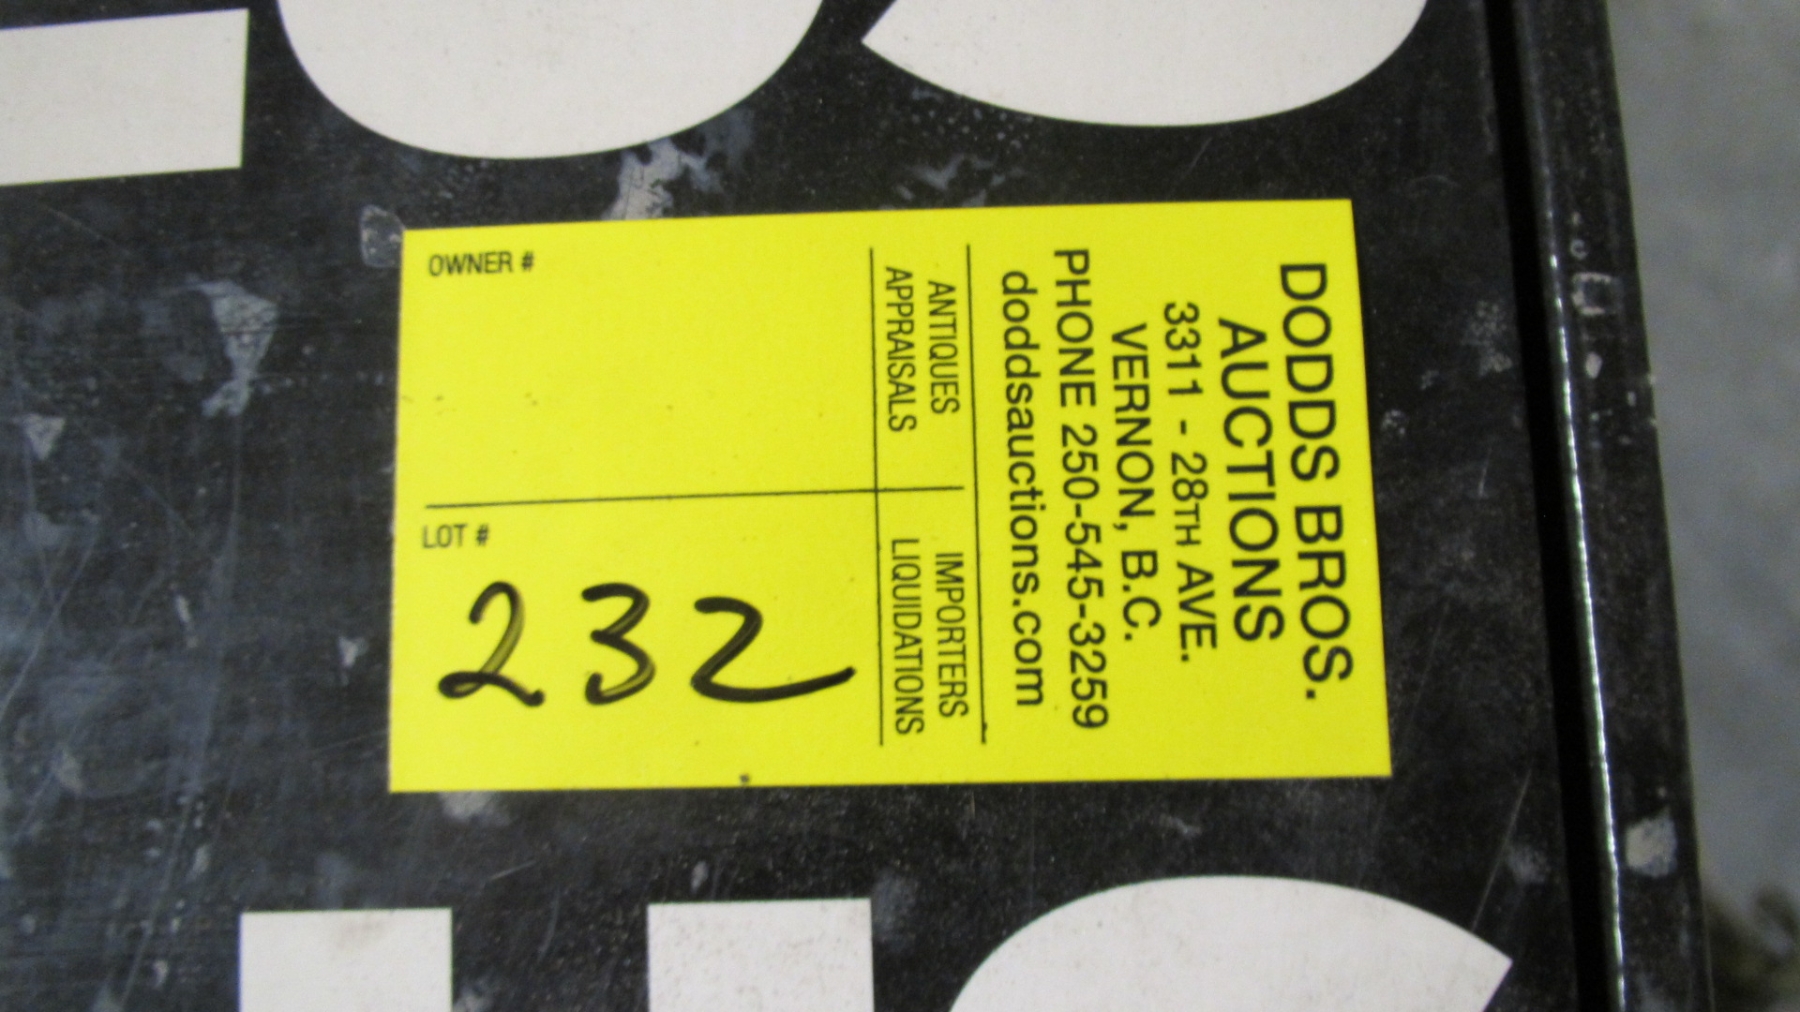 DODDS BROS.
AUCTIONS
3311 - 28TH AVE.
VERNON, B.C.
PHONE 250-545-3259
doddsauctions.com
ANTIQUES
APPRAISALS
IMPORTERS
LIQUIDATIONS
OWNER #
LOT #
232